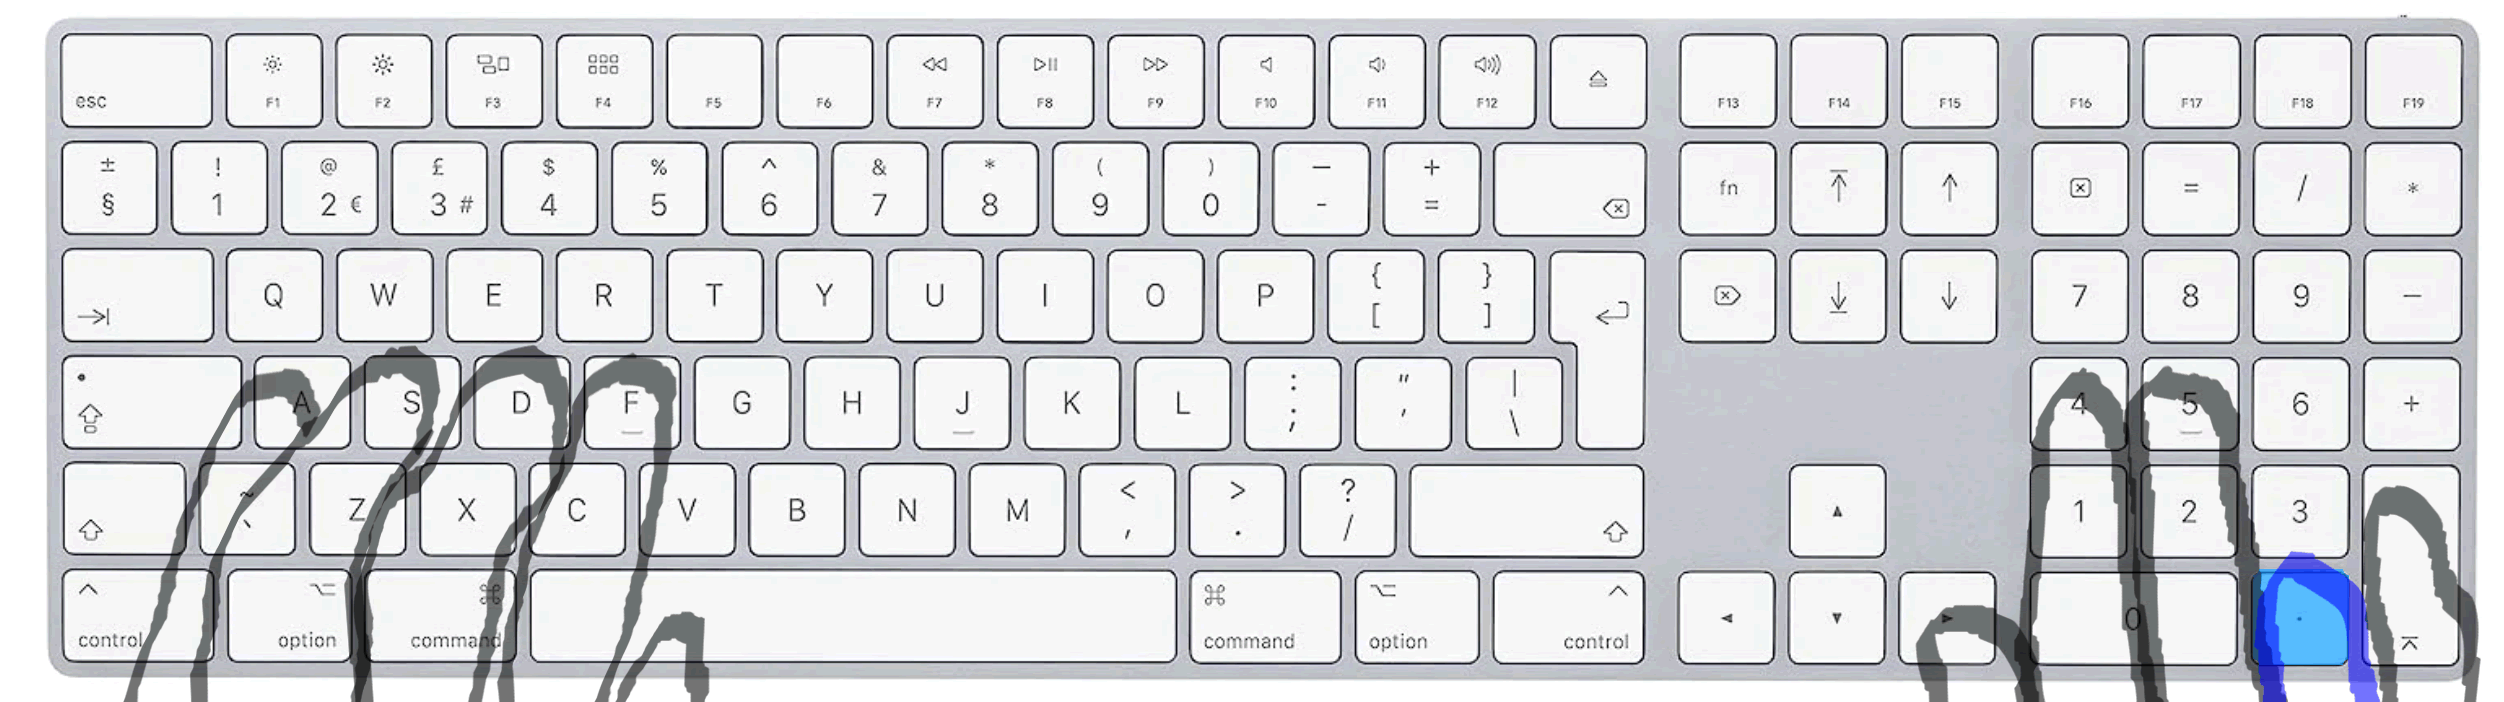 esc F1 F2 F3 F4 F5 F6 F7 F8 F9 F10 F11 F12 F13 F14 F15 F16 F17 F18 F19
± ! @ £ $ % ^ & * ( ) — +
§ 1 2 € 3 # 4 5 6 7 8 9 0 - = fn = / *
Q W E R T Y U I O P { [ } ] 7 8 9 —
A S D F G H J K L : ; " ' | \ 4 5 6 +
~ ` Z X C V B N M < , > . ? / 1 2 3
control option command command option control 0 .